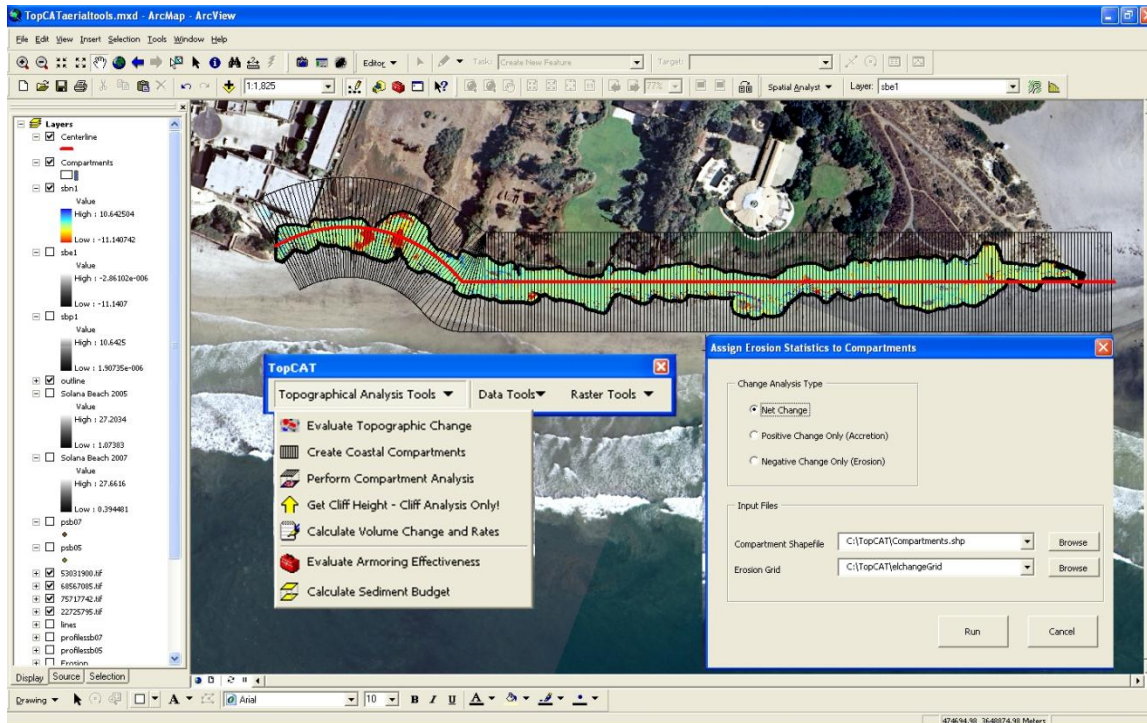 TopCATaerialtools.mxd - ArcMap - ArcView
File Edit View Insert Selection Tools Window Help
Editor Task: Create New Feature Target:
1:1,825 77% Spatial Analyst Layer: sbe1
Layers
Centerline
Compartments
sbn1
Value
High : 10.642504
Low : -11.140742
sbe1
Value
High : -2.86102e-006
Low : -11.1407
sbp1
Value
High : 10.6425
Low : 1.90735e-006
outline
Solana Beach 2005
Value
High : 27.2034
Low : 1.07383
Solana Beach 2007
Value
High : 27.6616
Low : 0.394481
psb07
psb05
53031900.tif
68567085.tif
75717742.tif
22725795.tif
lines
profilessb07
profilessb05
Erosion
Display Source Selection
TopCAT
Topographical Analysis Tools Data Tools Raster Tools
Evaluate Topographic Change
Create Coastal Compartments
Perform Compartment Analysis
Get Cliff Height - Cliff Analysis Only!
Calculate Volume Change and Rates
Evaluate Armoring Effectiveness
Calculate Sediment Budget
Assign Erosion Statistics to Compartments
Change Analysis Type
Net Change
Positive Change Only (Accretion)
Negative Change Only (Erosion)
Input Files
Compartment Shapefile C:\TopCAT\Compartments.shp Browse
Erosion Grid C:\TopCAT\elchangeGrid Browse
Run Cancel
Drawing A Arial 10 B I U A
474694.98 3648874.98 Meters